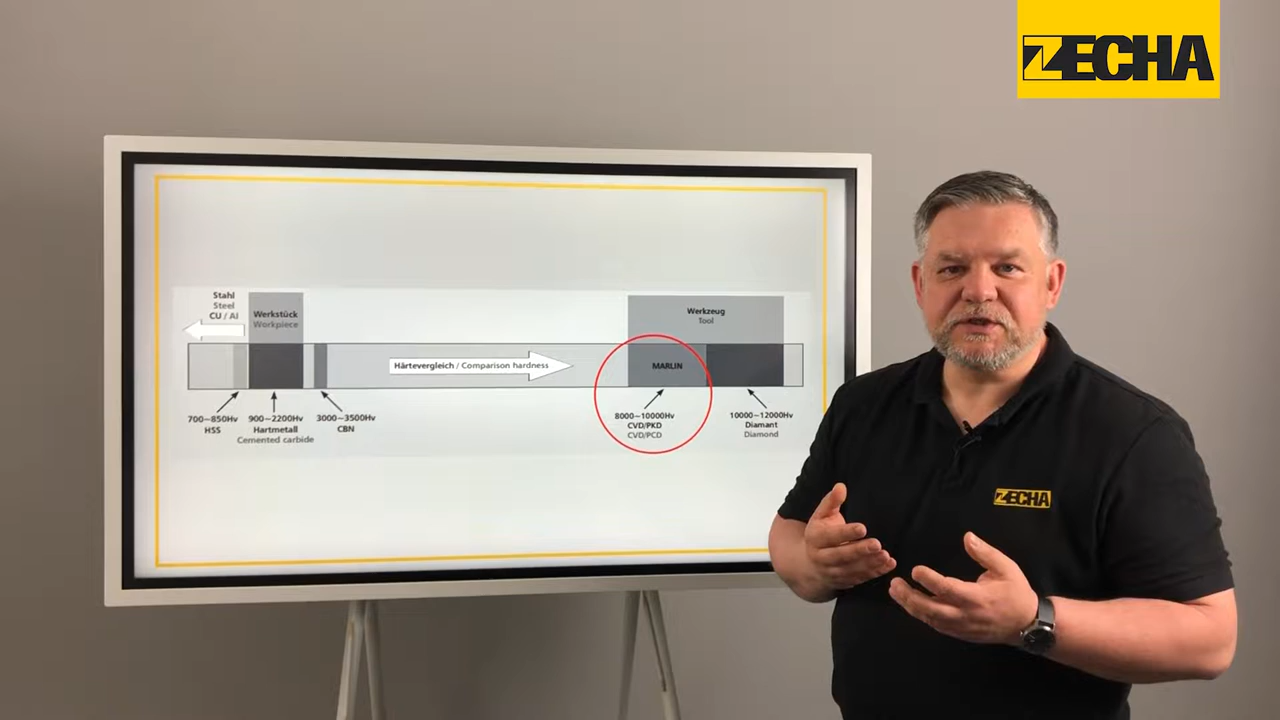 ZECHA
Stahl
Steel
CU / Al
Werkstück
Workpiece
Werkzeug
Tool
Härtevergleich / Comparison hardness
MARLIN
700~850Hv
HSS
900~2200Hv
Hartmetall
Cemented carbide
3000~3500Hv
CBN
8000~10000Hv
CVD/PKD
CVD/PCD
10000~12000Hv
Diamant
Diamond
ZECHA